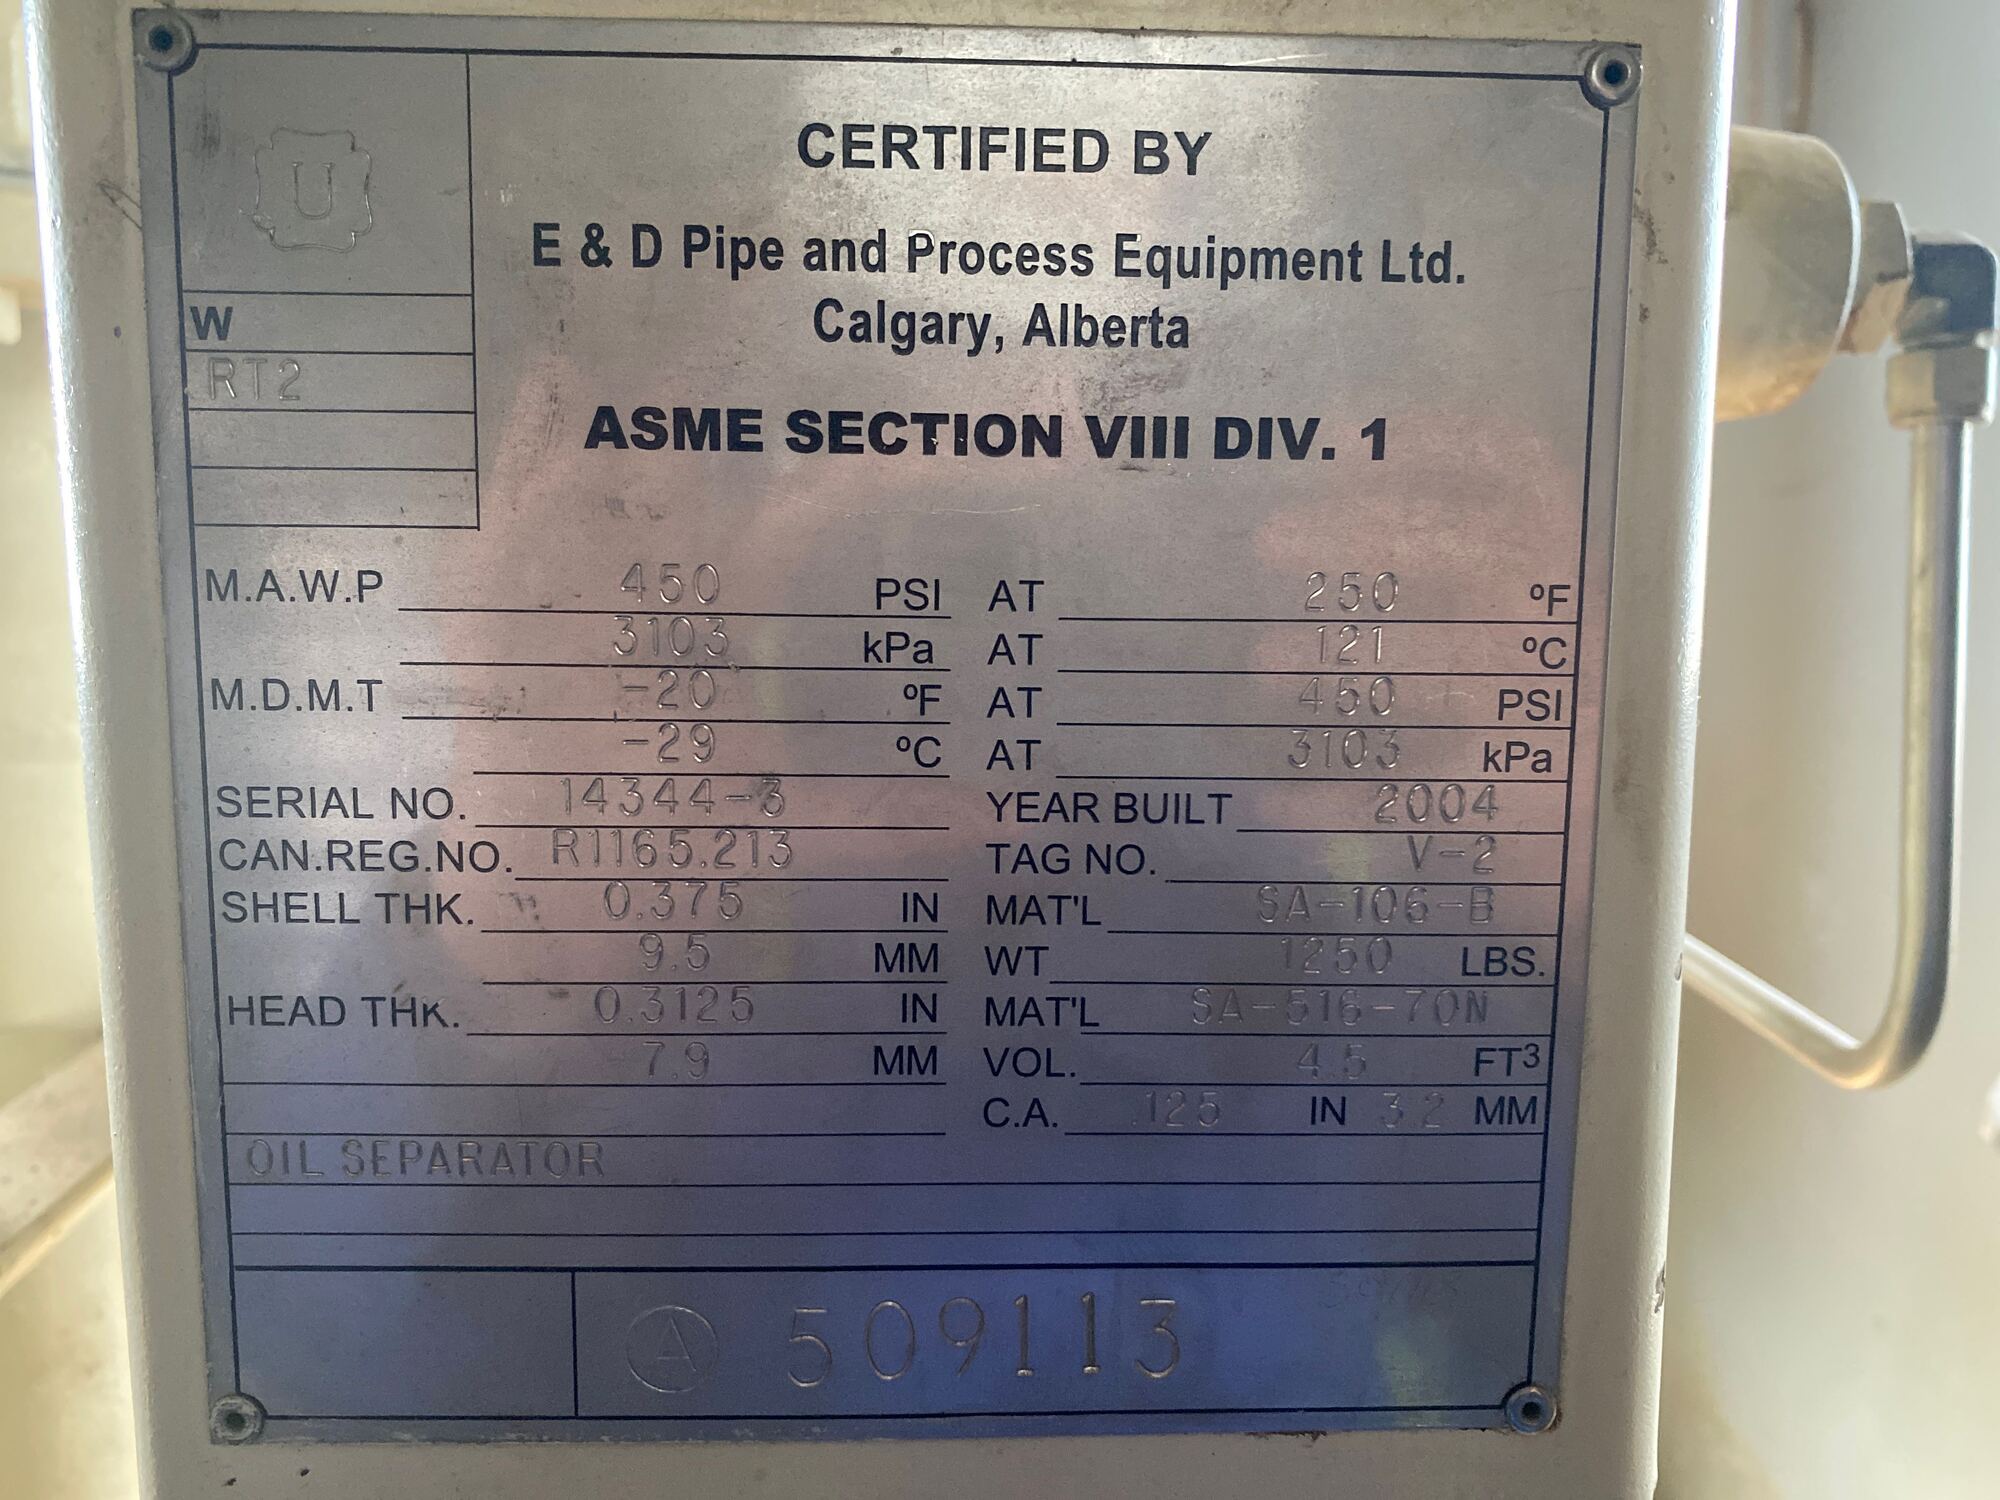 U
CERTIFIED BY
E & D Pipe and Process Equipment Ltd.
Calgary, Alberta
W
RT2
ASME SECTION VIII DIV. 1
M.A.W.P 450 PSI AT 250 ºF
3103 kPa AT 121 ºC
M.D.M.T -20 ºF AT 450 PSI
-29 ºC AT 3103 kPa
SERIAL NO. 14344-3 YEAR BUILT 2004
CAN.REG.NO. R1165.213 TAG NO. V-2
SHELL THK. 0.375 IN MAT'L SA-106-B
9.5 MM WT 1250 LBS.
HEAD THK. 0.3125 IN MAT'L SA-516-70N
7.9 MM VOL. 4.5 FT3
C.A. .125 IN 3.2 MM
OIL SEPARATOR
A 509113